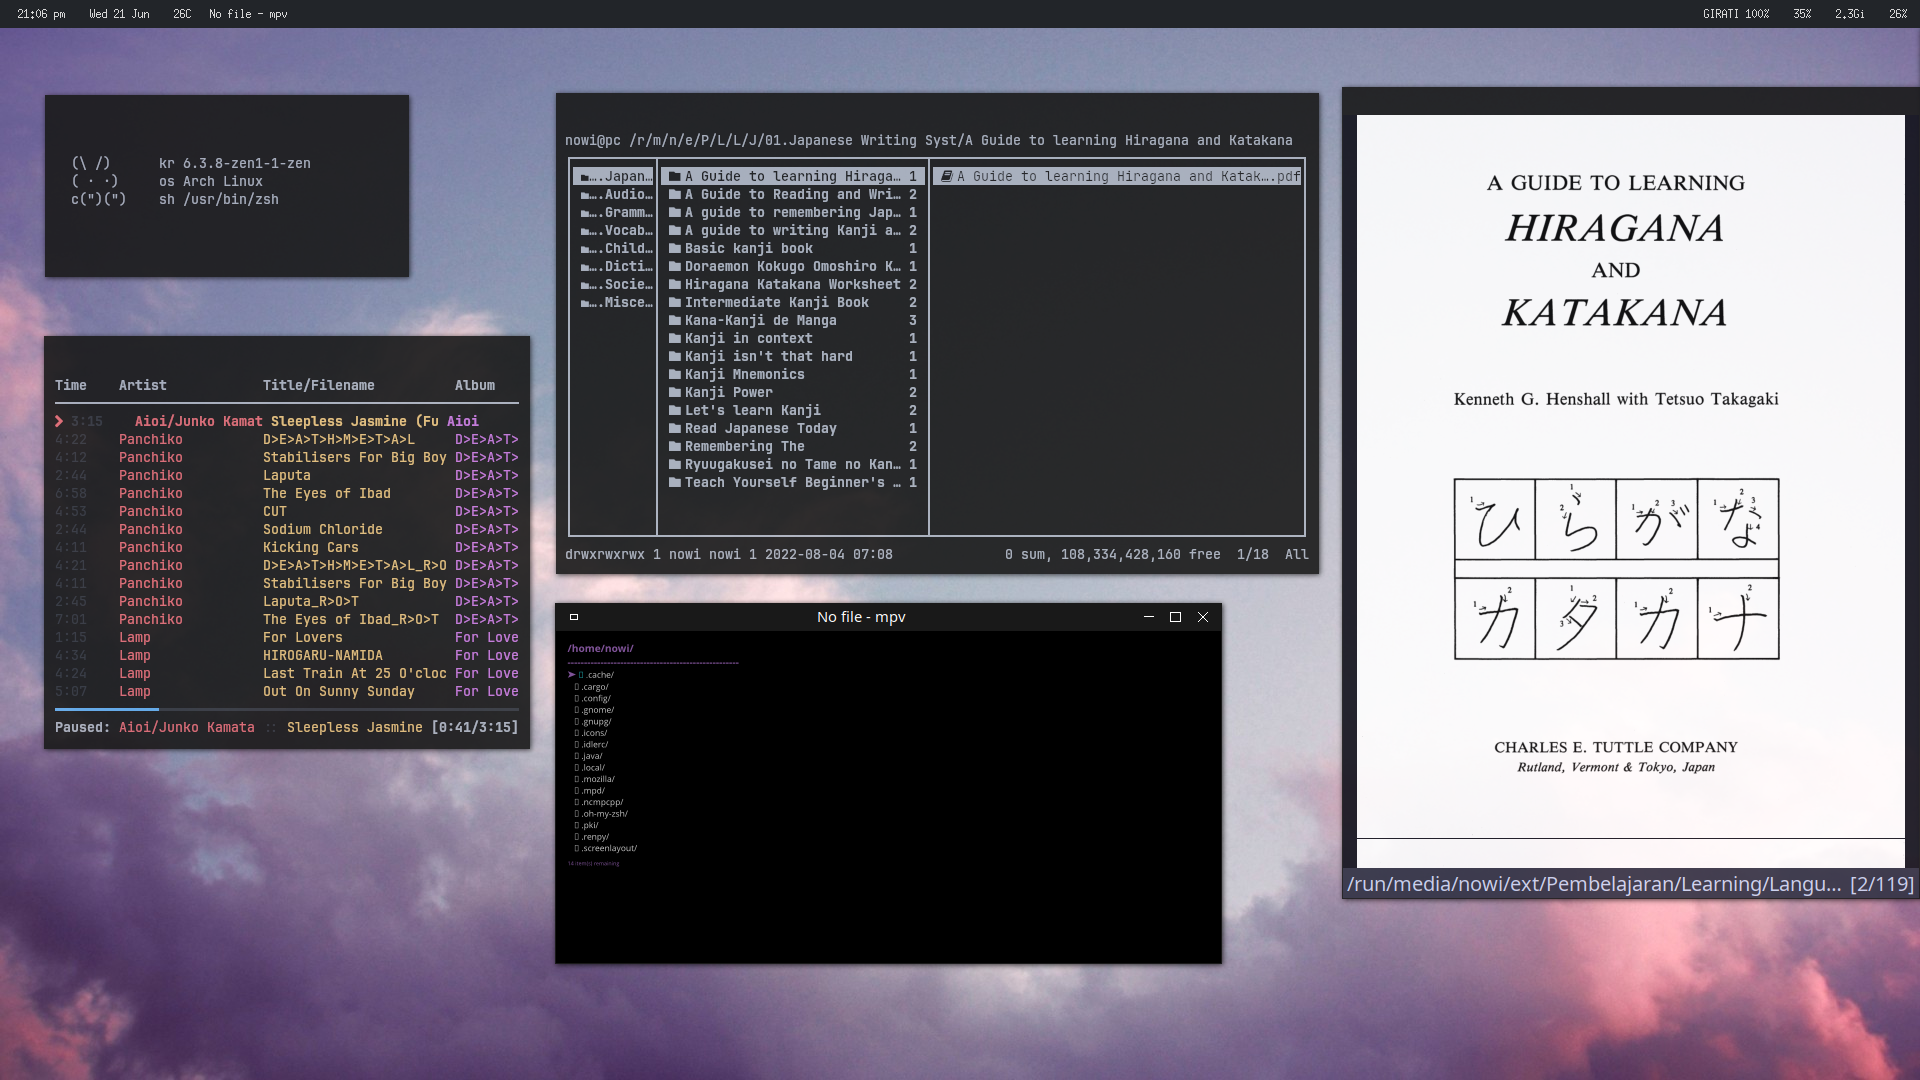 21:06 pm Wed 21 Jun 26C No file - mpv
GIRATI 100% 35% 2.3Gi 26%
(\ /) kr 6.3.8-zen1-1-zen
( · ·) os Arch Linux
c(")(") sh /usr/bin/zsh
Time Artist Title/Filename Album
3:15 Aioi/Junko Kamat Sleepless Jasmine (Fu Aioi
4:22 Panchiko D>E>A>T>H>M>E>T>A>L D>E>A>T>
4:12 Panchiko Stabilisers For Big Boy D>E>A>T>
2:44 Panchiko Laputa D>E>A>T>
6:58 Panchiko The Eyes of Ibad D>E>A>T>
4:53 Panchiko CUT D>E>A>T>
2:44 Panchiko Sodium Chloride D>E>A>T>
4:11 Panchiko Kicking Cars D>E>A>T>
4:21 Panchiko D>E>A>T>H>M>E>T>A>L_R>O D>E>A>T>
4:11 Panchiko Stabilisers For Big Boy D>E>A>T>
2:45 Panchiko Laputa_R>O>T D>E>A>T>
7:01 Panchiko The Eyes of Ibad_R>O>T D>E>A>T>
1:15 Lamp For Lovers For Love
4:34 Lamp HIROGARU-NAMIDA For Love
4:24 Lamp Last Train At 25 O'cloc For Love
5:07 Lamp Out On Sunny Sunday For Love
Paused: Aioi/Junko Kamata :: Sleepless Jasmine [0:41/3:15]
nowi@pc /r/m/n/e/P/L/L/J/01.Japanese Writing Syst/A Guide to learning Hiragana and Katakana
….Japan… A Guide to learning Hiraga… 1 A Guide to learning Hiragana and Katak….pdf
….Audio… A Guide to Reading and Wri… 2
….Gramm… A guide to remembering Jap… 1
….Vocab… A guide to writing Kanji a… 2
….Child… Basic kanji book 1
….Dicti… Doraemon Kokugo Omoshiro K… 1
….Socie… Hiragana Katakana Worksheet 2
….Misce… Intermediate Kanji Book 2
Kana-Kanji de Manga 3
Kanji in context 1
Kanji isn't that hard 1
Kanji Mnemonics 1
Kanji Power 2
Let's learn Kanji 2
Read Japanese Today 1
Remembering The 2
Ryuugakusei no Tame no Kan… 1
Teach Yourself Beginner's … 1
drwxrwxrwx 1 nowi nowi 1 2022-08-04 07:08 0 sum, 108,334,428,160 free 1/18 All
No file - mpv
/home/nowi/
.cache/
.cargo/
.config/
.gnome/
.gnupg/
.icons/
.idlerc/
.java/
.local/
.mozilla/
.mpd/
.ncmpcpp/
.oh-my-zsh/
.pki/
.renpy/
.screenlayout/
14 item(s) remaining
A GUIDE TO LEARNING
HIRAGANA
AND
KATAKANA
Kenneth G. Henshall with Tetsuo Takagaki
ひらがな
カタカナ
CHARLES E. TUTTLE COMPANY
Rutland, Vermont & Tokyo, Japan
/run/media/nowi/ext/Pembelajaran/Learning/Langu... [2/119]